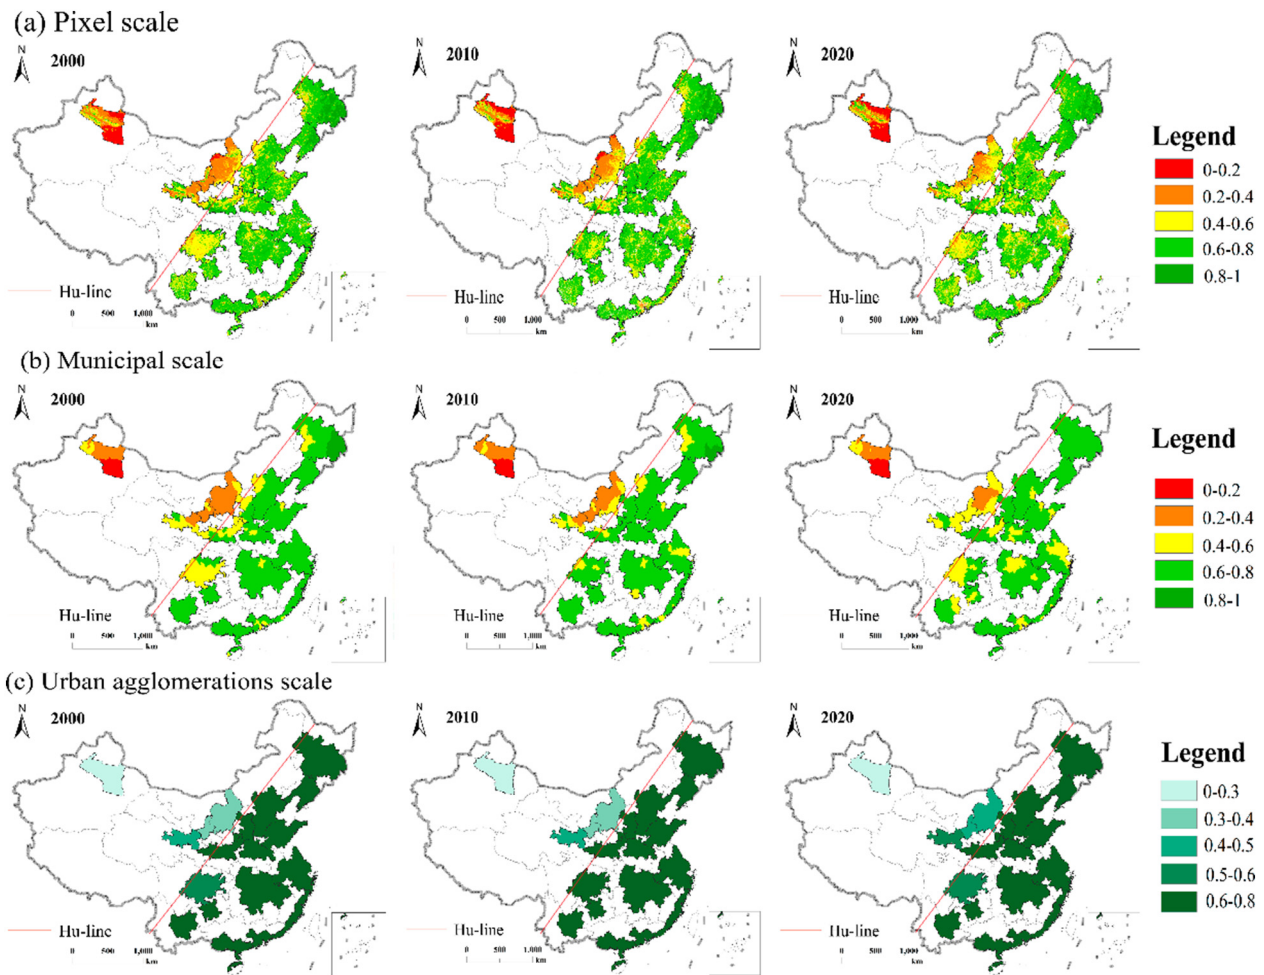 (a) Pixel scale
N
2000
N
2010
N
2020
Legend
0-0.2
0.2-0.4
0.4-0.6
0.6-0.8
0.8-1
Hu-line
0 500 1,000
km
Hu-line
0 500 1,000
km
Hu-line
0 500 1,000
km
(b) Municipal scale
N
2000
N
2010
N
2020
Legend
0-0.2
0.2-0.4
0.4-0.6
0.6-0.8
0.8-1
Hu-line
0 500 1,000
km
Hu-line
0 500 1,000
km
Hu-line
0 500 1,000
km
(c) Urban agglomerations scale
N
2000
N
2010
N
2020
Legend
0-0.3
0.3-0.4
0.4-0.5
0.5-0.6
0.6-0.8
Hu-line
0 500 1,000
km
Hu-line
0 500 1,000
km
Hu-line
0 500 1,000
km